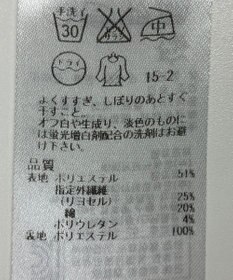 手洗イ
30
中
ドライ
15-2
よくすすぎ、しぼりのあとすぐ
干すこと。
オフ白や生成り、淡色のものに
は蛍光増白剤配合の洗剤はお避
け下さい。
品質
表地 ポリエステル 51%
指定外繊維
(リヨセル) 25%
綿 20%
ポリウレタン 4%
裏地 ポリエステル 100%